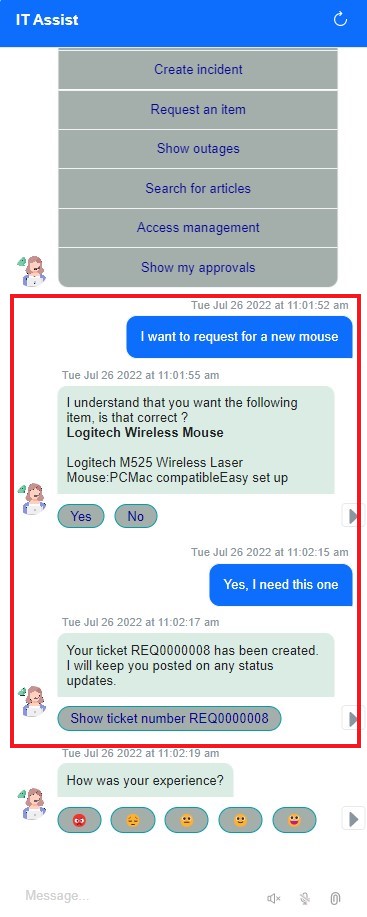 IT Assist
Create incident
Request an item
Show outages
Search for articles
Access management
Show my approvals
Tue Jul 26 2022 at 11:01:52 am
I want to request for a new mouse
Tue Jul 26 2022 at 11:01:55 am
I understand that you want the following
item, is that correct ?
Logitech Wireless Mouse
Logitech M525 Wireless Laser
Mouse:PCMac compatibleEasy set up
Yes No
Tue Jul 26 2022 at 11:02:15 am
Yes, I need this one
Tue Jul 26 2022 at 11:02:17 am
Your ticket REQ0000008 has been created.
I will keep you posted on any status
updates.
Show ticket number REQ0000008
Tue Jul 26 2022 at 11:02:19 am
How was your experience?
Message...